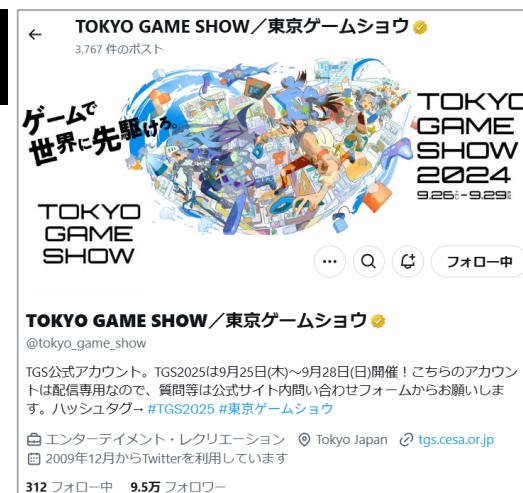 TOKYO GAME SHOW／東京ゲームショウ
3,767 件のポスト
ゲームで
世界に先駆けろ。
TOKYO
GAME
SHOW
2024
9.26木-9.29日
TOKYO
GAME
SHOW
フォロー中
TOKYO GAME SHOW／東京ゲームショウ
@tokyo_game_show
TGS公式アカウント。TGS2025は9月25日(木)～9月28日(日)開催！こちらのアカウン
トは配信専用なので、質問等は公式サイト内問い合わせフォームからお願いしま
す。ハッシュタグ→ #TGS2025 #東京ゲームショウ
エンターテイメント・レクリエーション Tokyo Japan tgs.cesa.or.jp
2009年12月からTwitterを利用しています
312 フォロー中 9.5万 フォロワー